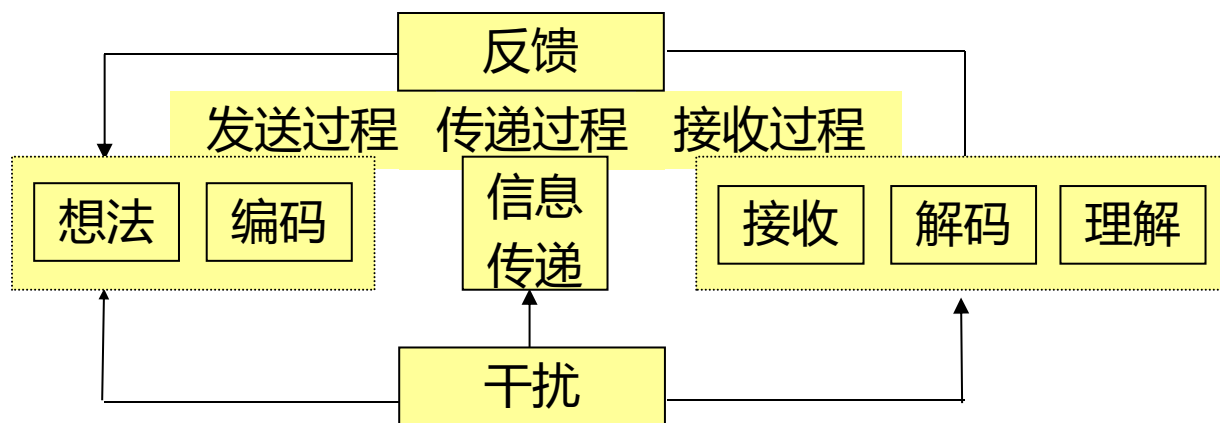 反馈
发送过程 传递过程 接收过程
想法 编码
信息
传递
接收 解码 理解
干扰